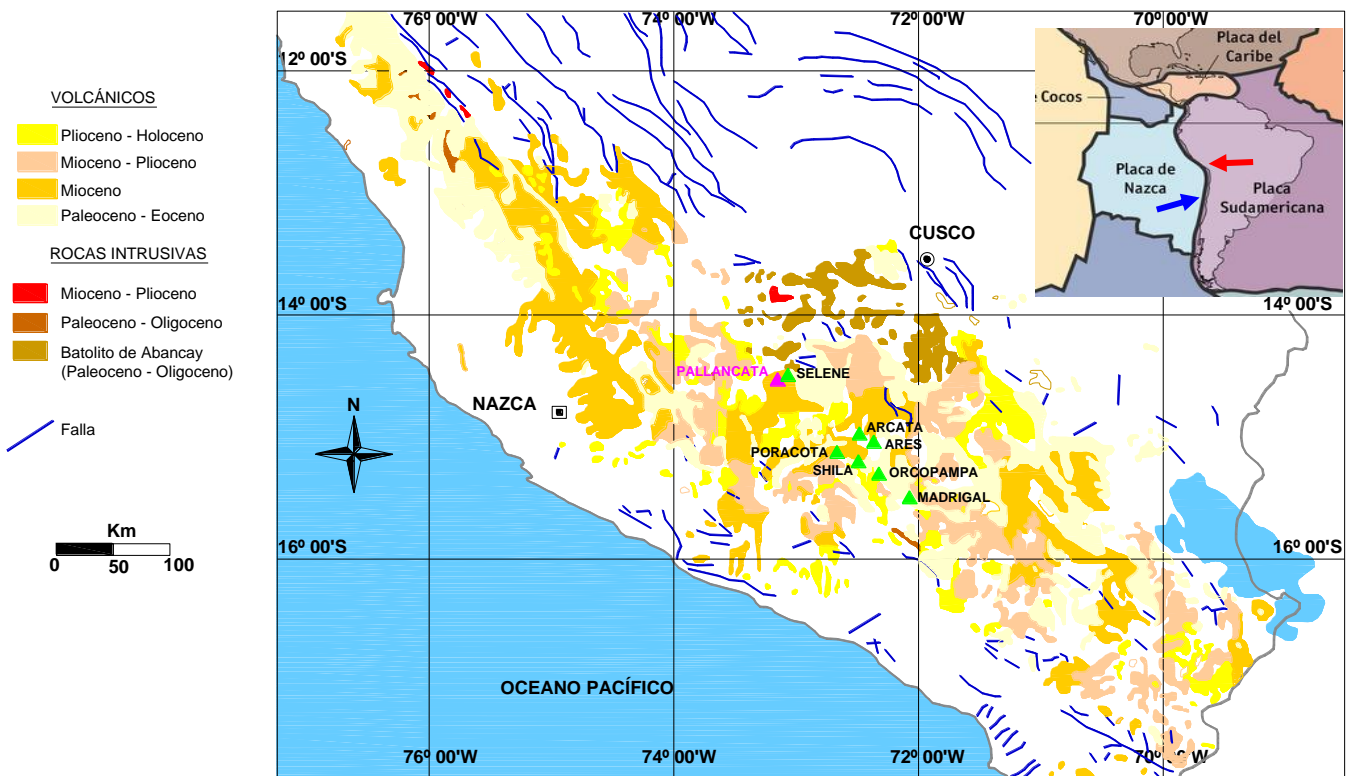 76º 00'W
74º 00'W
72º 00'W
70º 00'W
12º 00'S
Placa del
Caribe
e Cocos
Placa de
Nazca
Placa
Sudamericana
VOLCÁNICOS
Plioceno - Holoceno
Mioceno - Plioceno
Mioceno
Paleoceno - Eoceno
ROCAS INTRUSIVAS
Mioceno - Plioceno
Paleoceno - Oligoceno
Batolito de Abancay
(Paleoceno - Oligoceno)
Falla
CUSCO
14º 00'S
14º 00'S
PALLANCATA
SELENE
NAZCA
N
ARCATA
ARES
PORACOTA
SHILA
ORCOPAMPA
MADRIGAL
Km
0 50 100
16º 00'S
16º 00'S
OCEANO PACÍFICO
76º 00'W
74º 00'W
72º 00'W